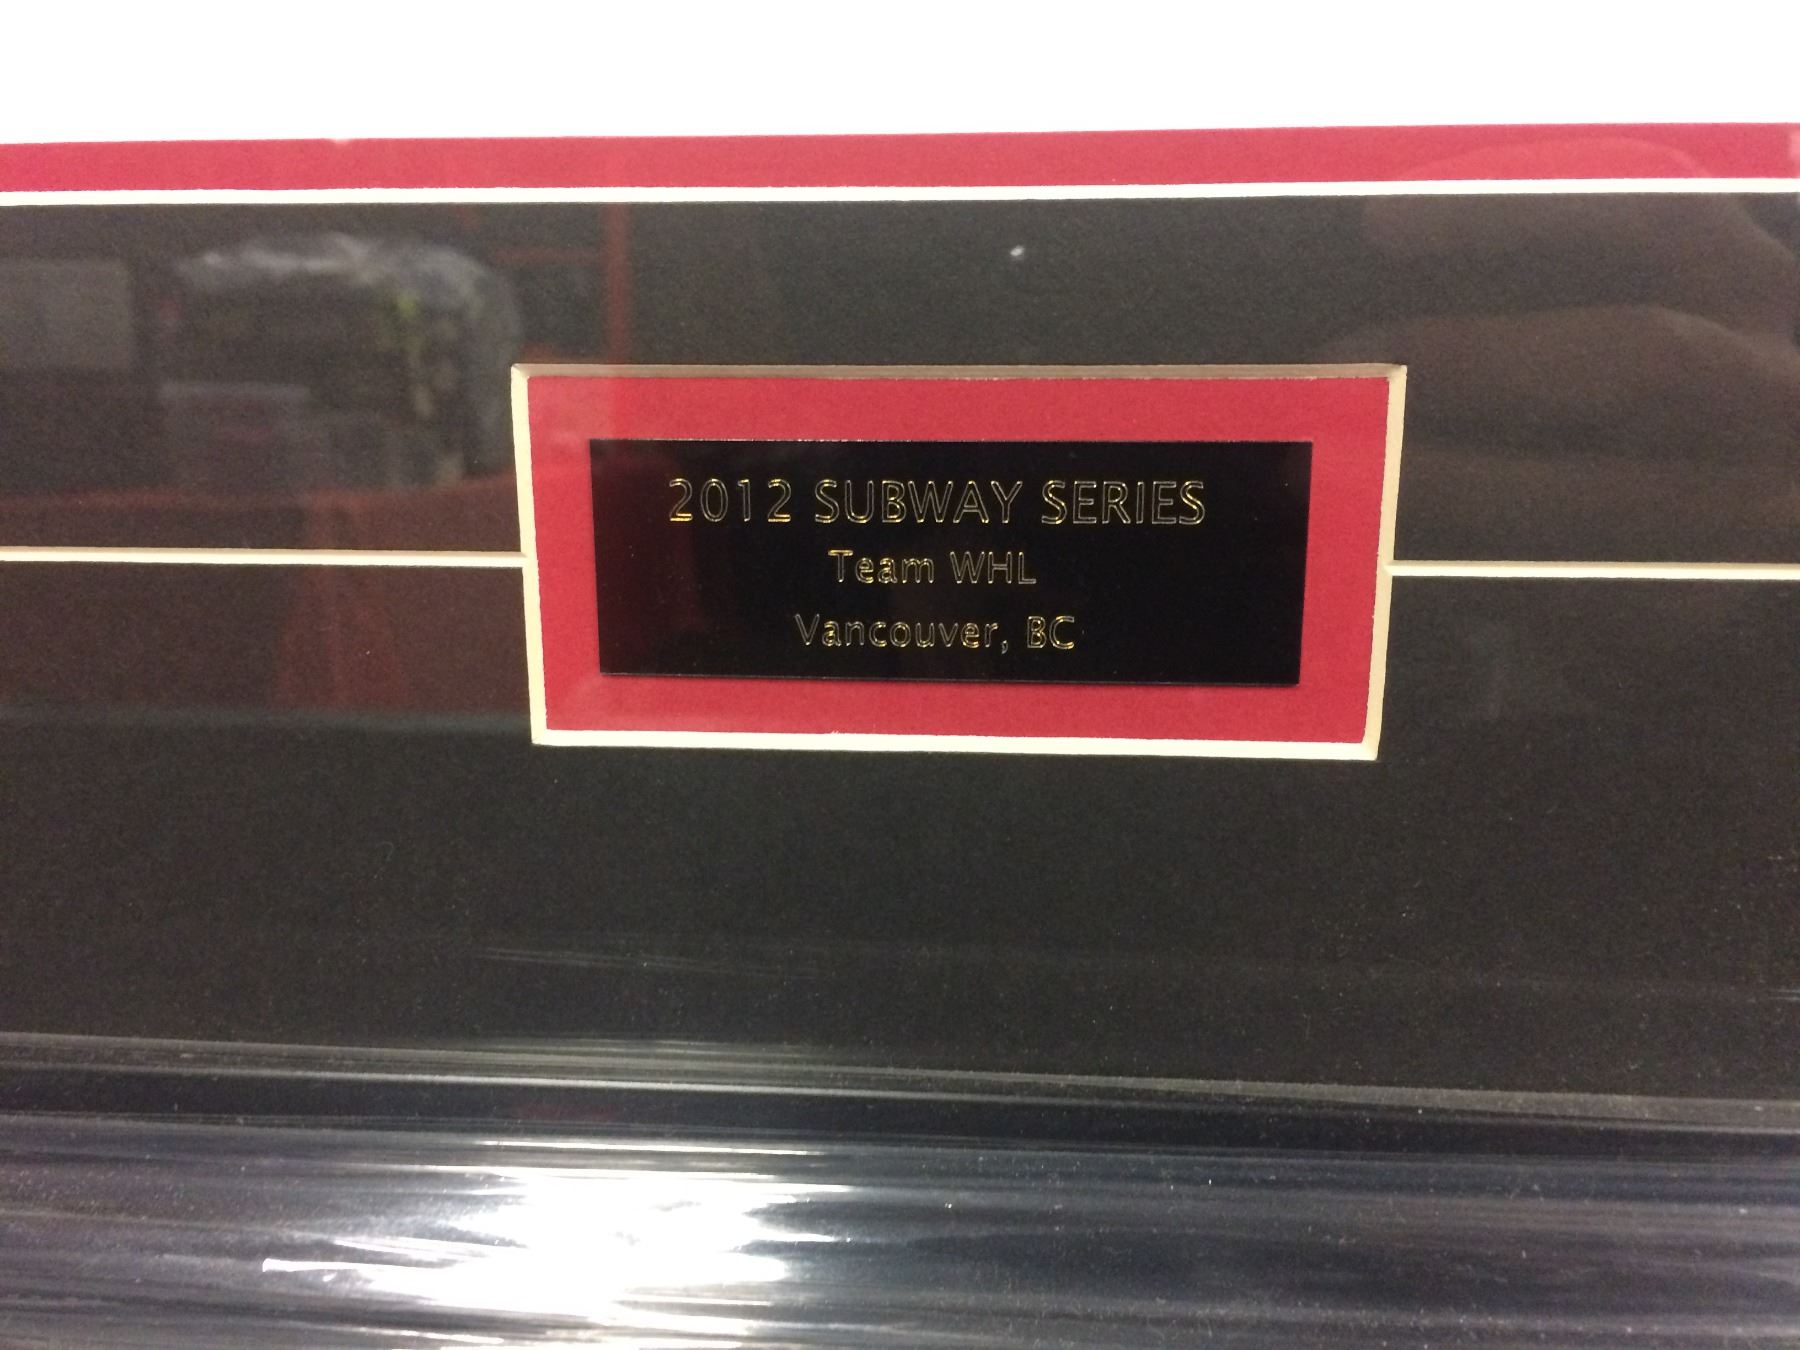 2012 SUBWAY SERIES
Team WHL
Vancouver, BC